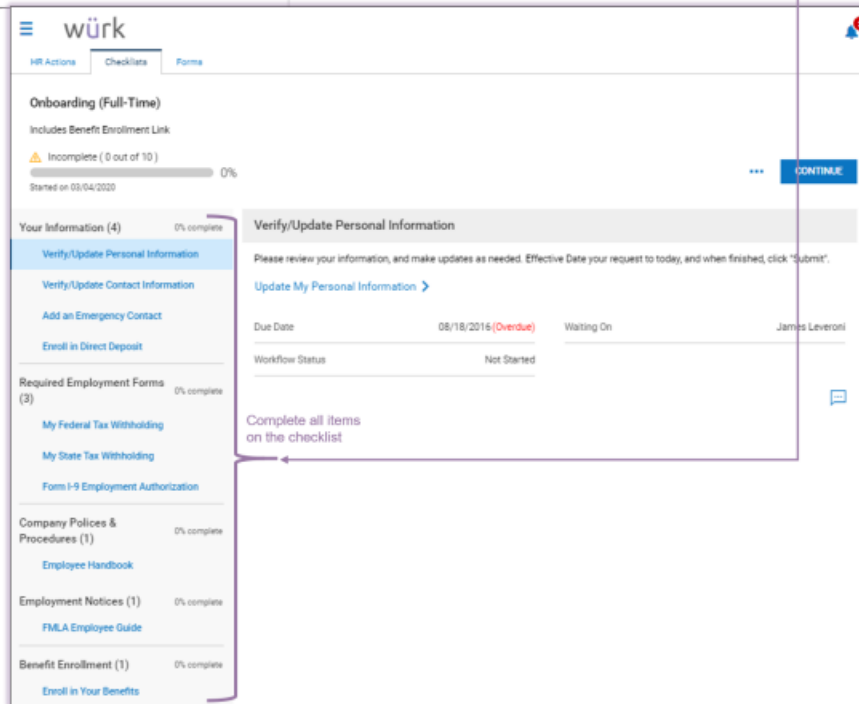 würk
HR Actions Checklists Forms
Onboarding (Full-Time)
Includes Benefit Enrollment Link
Incomplete ( 0 out of 10 )
0%
Started on 03/04/2020
... CONTINUE
Your Information (4) 0% complete
Verify/Update Personal Information
Verify/Update Contact Information
Add an Emergency Contact
Enroll in Direct Deposit
Required Employment Forms
(3) 0% complete
My Federal Tax Withholding
My State Tax Withholding
Form I-9 Employment Authorization
Company Polices &
Procedures (1) 0% complete
Employee Handbook
Employment Notices (1) 0% complete
FMLA Employee Guide
Benefit Enrollment (1) 0% complete
Enroll in Your Benefits
Verify/Update Personal Information
Please review your information, and make updates as needed. Effective Date your request to today, and when finished, click "Submit".
Update My Personal Information
Due Date 08/18/2016 (Overdue) Waiting On James Leveroni
Workflow Status Not Started
Complete all items
on the checklist